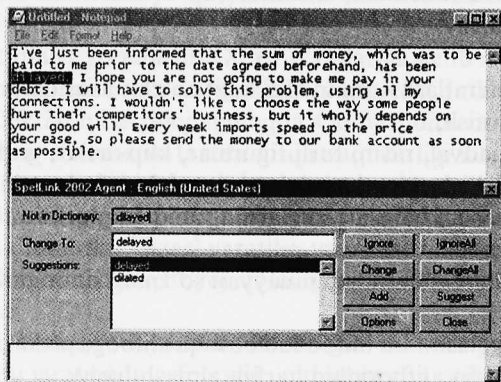 Untitled - Notepad
File Edit Format Help
I've just been informed that the sum of money, which was to be
paid to me prior to the date agreed beforehand, has been
dilayed. I hope you are not going to make me pay in your
debts. I will have to solve this problem, using all my
connections. I wouldn't like to choose the way some people
hurt their competitors' business, but it wholly depends on
your good will. Every week imports speed up the price
decrease, so please send the money to our bank account as soon
as possible.
SpetLink 2002 Agent : English (United States)
Not in Dictionary: dilayed
Change To: delayed
Ignore IgnoreAll
Suggestions: delayed
dilated
Change ChangeAll
Add Suggest
Options Close